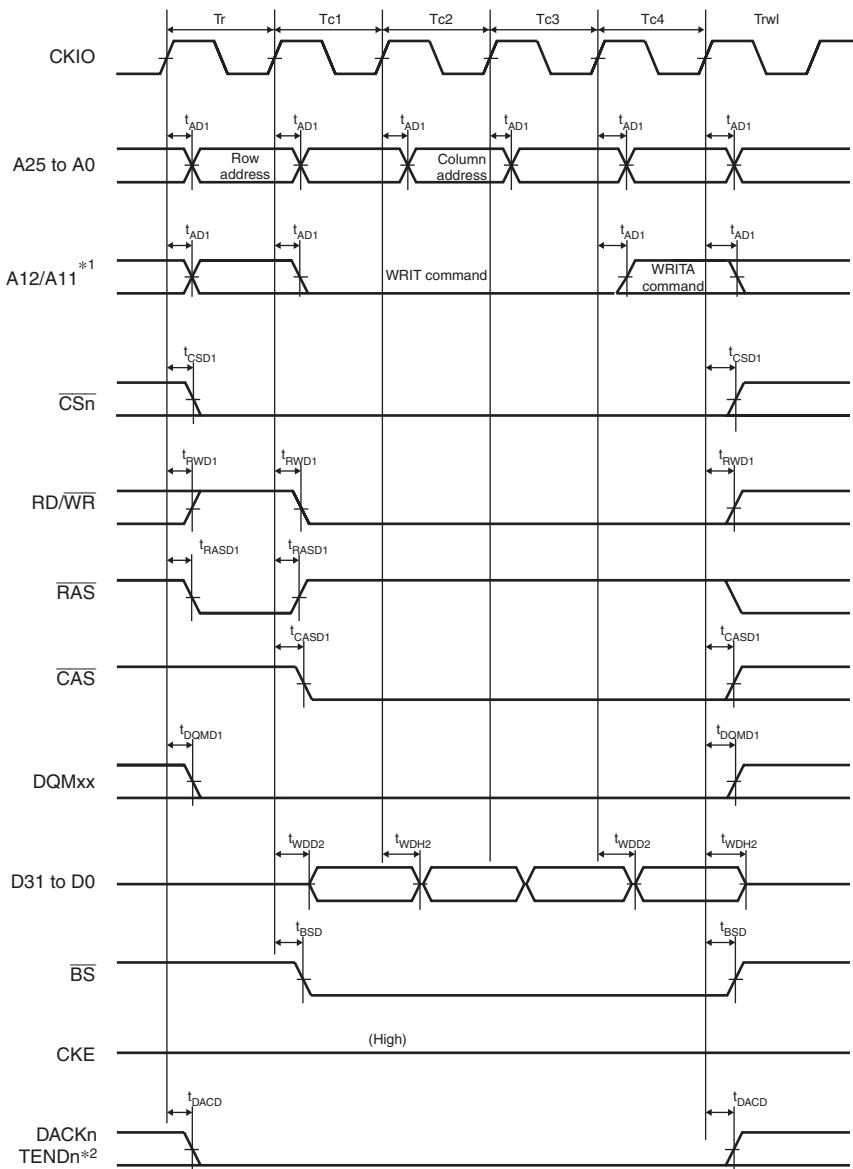 Tr Tc1 Tc2 Tc3 Tc4 Trwl
CKIO
tAD1 tAD1 tAD1 tAD1 tAD1 tAD1
A25 to A0
Row
address
Column
address
tAD1 tAD1 tAD1 tAD1
A12/A11*1
WRIT command
WRITA
command
tCSD1 tCSD1
CSn
tRWD1 tRWD1 tRWD1
RD/WR
tRASD1 tRASD1
RAS
tCASD1 tCASD1
CAS
tDQMD1 tDQMD1
DQMxx
tWDD2 tWDH2 tWDD2 tWDH2
D31 to D0
tBSD tBSD
BS
(High)
CKE
tDACD tDACD
DACKn
TENDn*2